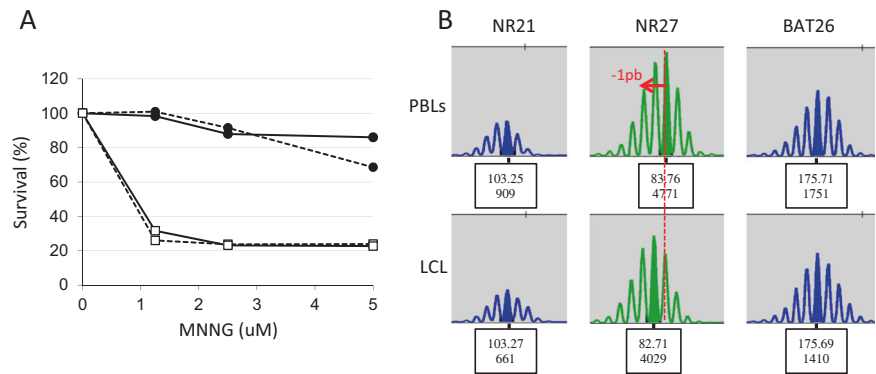 A
Survival (%)
120
100
80
60
40
20
0
0 1 2 3 4 5
MNNG (uM)
B
NR21 NR27 BAT26
PBLs
-1pb
103.25
909
83.76
4771
175.71
1751
LCL
103.27
661
82.71
4029
175.69
1410